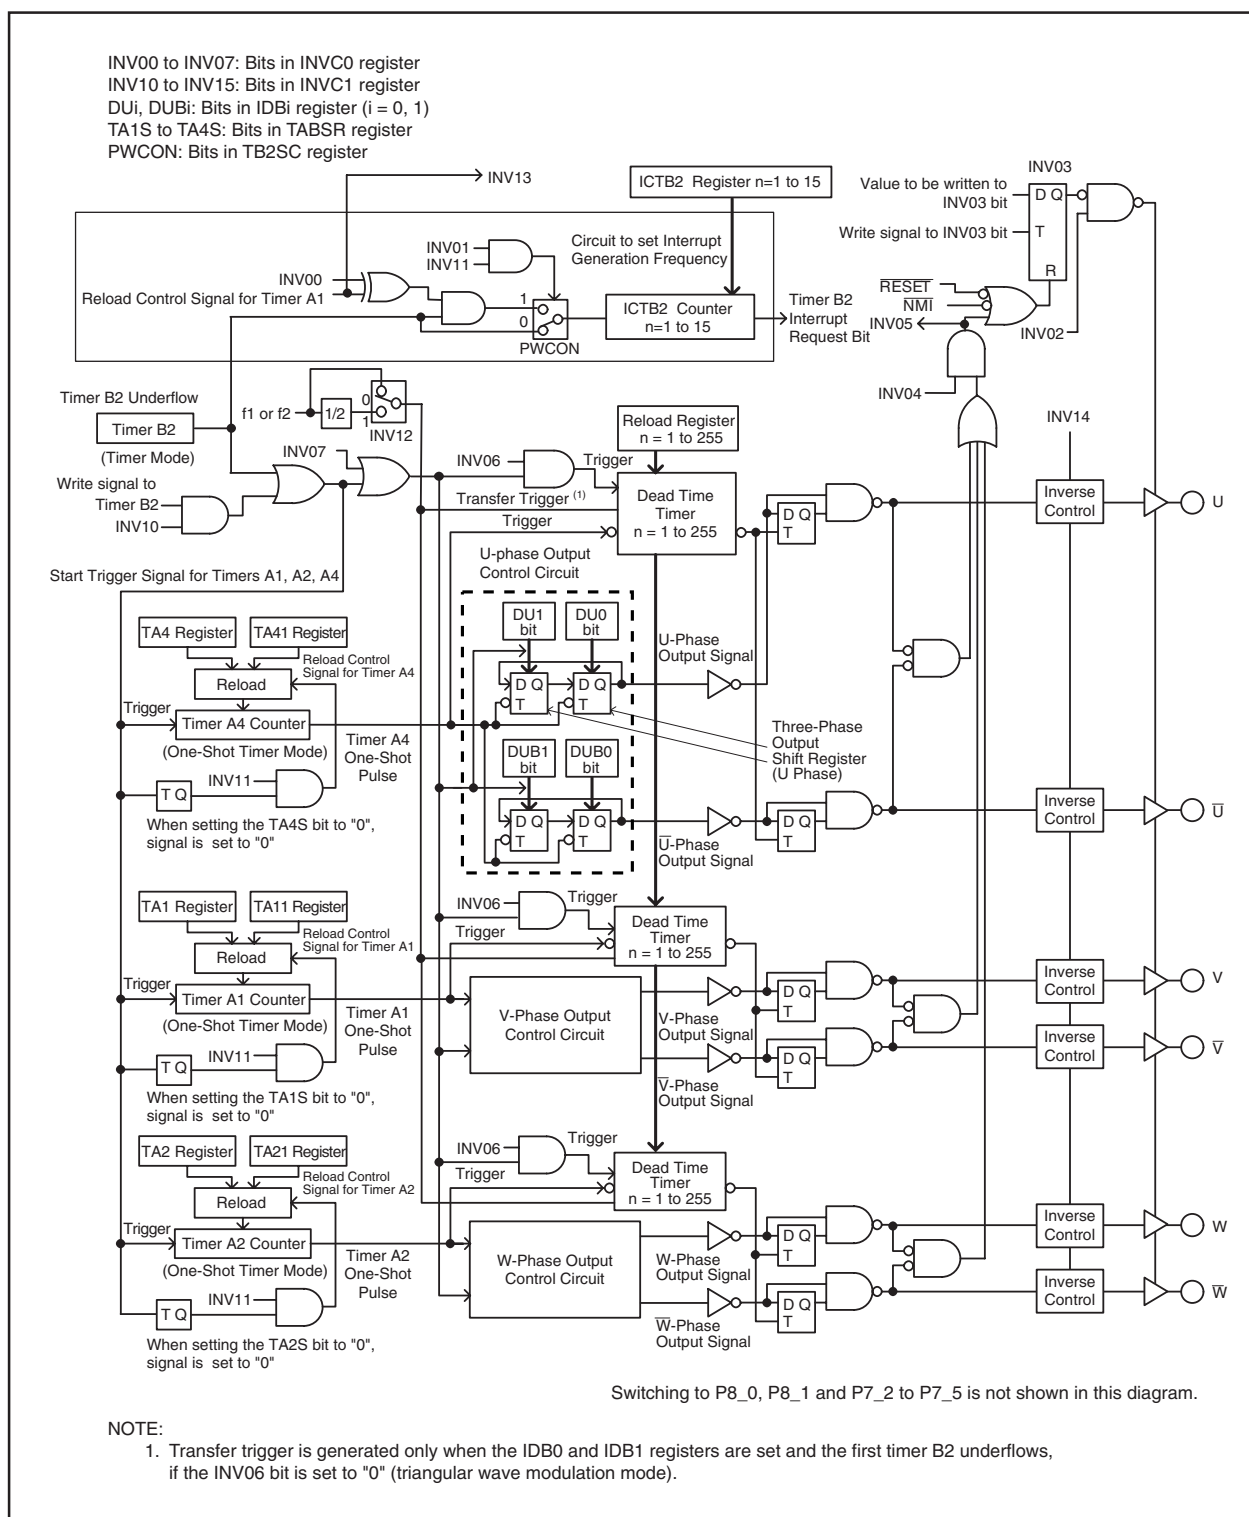 INV00 to INV07: Bits in INVC0 register
INV10 to INV15: Bits in INVC1 register
DUi, DUBi: Bits in IDBi register (i = 0, 1)
TA1S to TA4S: Bits in TABSR register
PWCON: Bits in TB2SC register
INV13
ICTB2 Register n=1 to 15
INV03
Value to be written to
INV03 bit
Write signal to INV03 bit
D Q
T
R
INV01
INV11
Circuit to set Interrupt
Generation Frequency
INV00
Reload Control Signal for Timer A1
1
0
PWCON
ICTB2 Counter
n=1 to 15
Timer B2
Interrupt
Request Bit
RESET
NMI
INV05
INV02
INV04
INV14
Timer B2 Underflow
Timer B2
(Timer Mode)
f1 or f2
1/2
0
1
INV12
INV07
Write signal to
Timer B2
INV10
INV06
Trigger
Transfer Trigger (1)
Trigger
Reload Register
n = 1 to 255
Dead Time
Timer
n = 1 to 255
D Q
T
Inverse
Control
U
Start Trigger Signal for Timers A1, A2, A4
U-phase Output
Control Circuit
TA4 Register
TA41 Register
Reload Control
Signal for Timer A4
Reload
Trigger
Timer A4 Counter
(One-Shot Timer Mode)
Timer A4
One-Shot
Pulse
INV11
T Q
When setting the TA4S bit to "0",
signal is set to "0"
DU1
bit
DU0
bit
D Q
T
D Q
T
U-Phase
Output Signal
Three-Phase
Output
Shift Register
(U Phase)
DUB1
bit
DUB0
bit
D Q
T
D Q
T
U̅-Phase
Output Signal
D Q
T
Inverse
Control
U̅
TA1 Register
TA11 Register
Reload Control
Signal for Timer A1
Reload
Trigger
Timer A1 Counter
(One-Shot Timer Mode)
Timer A1
One-Shot
Pulse
INV11
T Q
When setting the TA1S bit to "0",
signal is set to "0"
INV06
Trigger
Trigger
Dead Time
Timer
n = 1 to 255
V-Phase Output
Control Circuit
V-Phase
Output Signal
V̅-Phase
Output Signal
D Q
T
D Q
T
Inverse
Control
V
Inverse
Control
V̅
TA2 Register
TA21 Register
Reload Control
Signal for Timer A2
Reload
Trigger
Timer A2 Counter
(One-Shot Timer Mode)
Timer A2
One-Shot
Pulse
INV11
T Q
When setting the TA2S bit to "0",
signal is set to "0"
INV06
Trigger
Trigger
Dead Time
Timer
n = 1 to 255
W-Phase Output
Control Circuit
W-Phase
Output Signal
W̅-Phase
Output Signal
D Q
T
D Q
T
Inverse
Control
W
Inverse
Control
W̅
Switching to P8_0, P8_1 and P7_2 to P7_5 is not shown in this diagram.
NOTE:
1. Transfer trigger is generated only when the IDB0 and IDB1 registers are set and the first timer B2 underflows,
if the INV06 bit is set to "0" (triangular wave modulation mode).